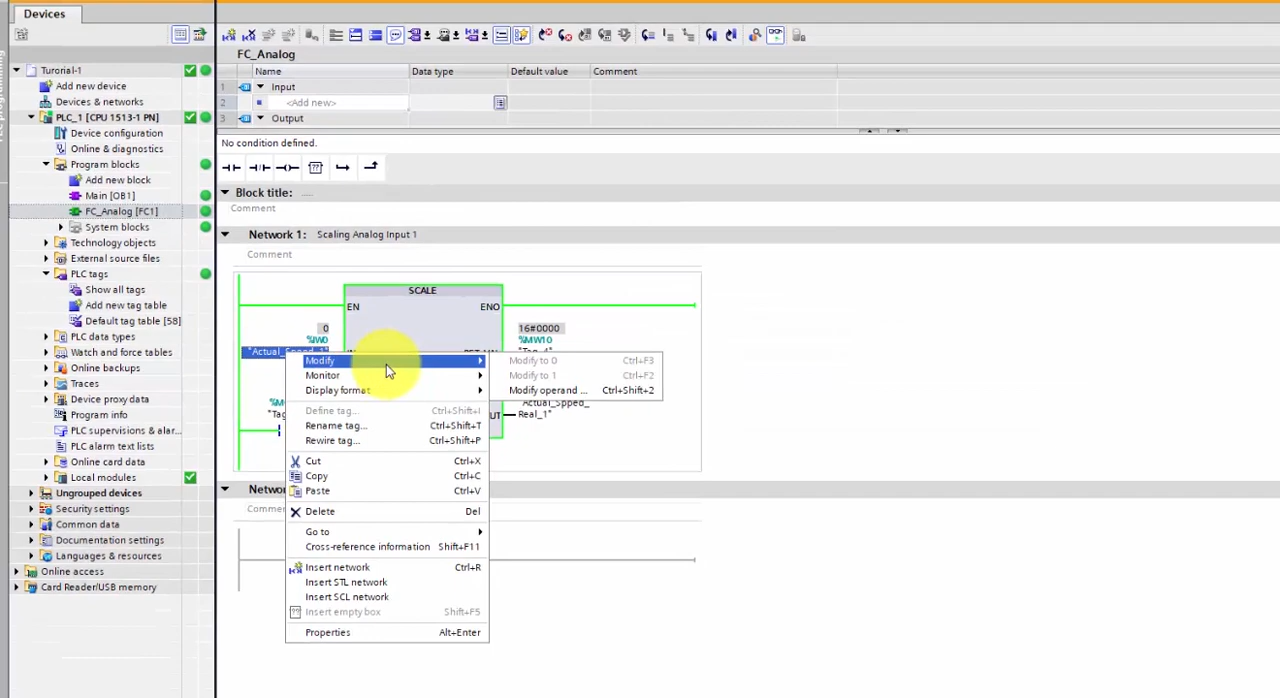 Devices
Turorial-1
Add new device
Devices & networks
PLC_1 [CPU 1513-1 PN]
Device configuration
Online & diagnostics
Program blocks
Add new block
Main [OB1]
FC_Analog [FC1]
System blocks
Technology objects
External source files
PLC tags
Show all tags
Add new tag table
Default tag table [58]
PLC data types
Watch and force tables
Online backups
Traces
Device proxy data
Program info
PLC supervisions & alar...
PLC alarm text lists
Online card data
Local modules
Ungrouped devices
Security settings
Common data
Documentation settings
Languages & resources
Online access
Card Reader/USB memory
FC_Analog
Name Data type Default value Comment
1 Input
2 <Add new>
3 Output
No condition defined.
Block title: .....
Comment
Network 1: Scaling Analog Input 1
Comment
SCALE
EN ENO
0 16#0000
%IW0 %MW10
Modify
Monitor
Display format
Define tag... Ctrl+Shift+I
Rename tag... Ctrl+Shift+T
Rewire tag... Ctrl+Shift+P
Cut Ctrl+X
Copy Ctrl+C
Paste Ctrl+V
Delete Del
Go to
Cross-reference information Shift+F11
Insert network Ctrl+R
Insert STL network
Insert SCL network
Insert empty box Shift+F5
Properties Alt+Enter
Modify to 0 Ctrl+F3
Modify to 1 Ctrl+F2
Modify operand ... Ctrl+Shift+2
"Actual_Spped_
Real_1"